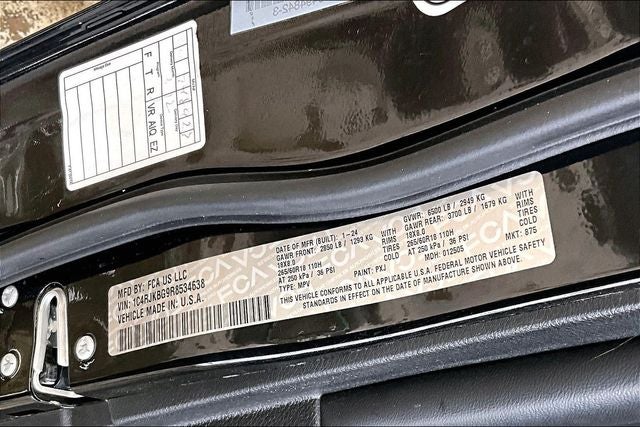 F T R VR AIQ EZ
MFD BY: FCA US LLC
VIN: 1C4RJKBG9R8534638
VEHICLE MADE IN U.S.A.
DATE OF MFR (BUILT): 1-24
GAWR FRONT: 2850 LB / 1293 KG WITH
18X8.0 RIMS
265/60R18 110H TIRES
AT 250 kPa / 36 PSI
TYPE: MPV PAINT: PXJ
GVWR: 6500 LB / 2949 KG
GAWR REAR: 3700 LB / 1679 KG WITH
18X8.0 RIMS
265/60R18 110H TIRES
AT 250 kPa / 36 PSI
MDH: 012505 MKT: 875
THIS VEHICLE CONFORMS TO ALL APPLICABLE U.S.A. FEDERAL MOTOR VEHICLE SAFETY
STANDARDS IN EFFECT ON THE DATE OF MANUFACTURE SHOWN ABOVE.